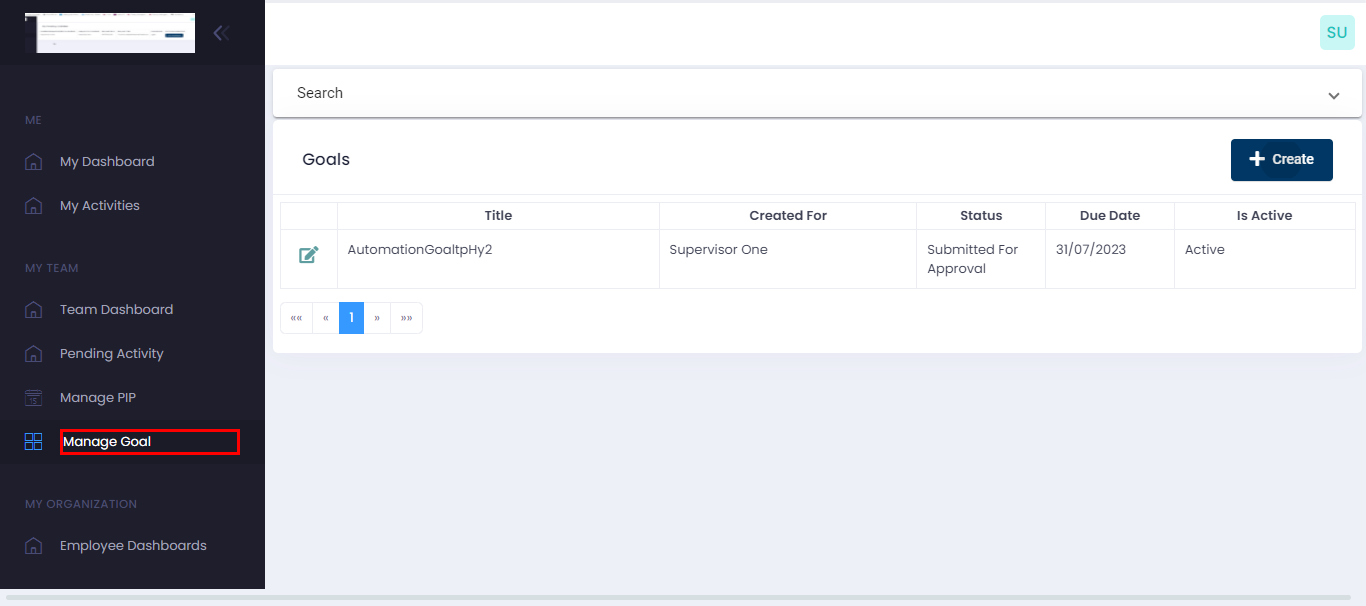 SU
ME
My Dashboard
My Activities
MY TEAM
Team Dashboard
Pending Activity
Manage PIP
15
Manage Goal
MY ORGANIZATION
Employee Dashboards
Search
Goals
Create
Title Created For Status Due Date Is Active
AutomationGoaltpHy2 Supervisor One Submitted For 31/07/2023 Active
Approval
«« « 1 » »»